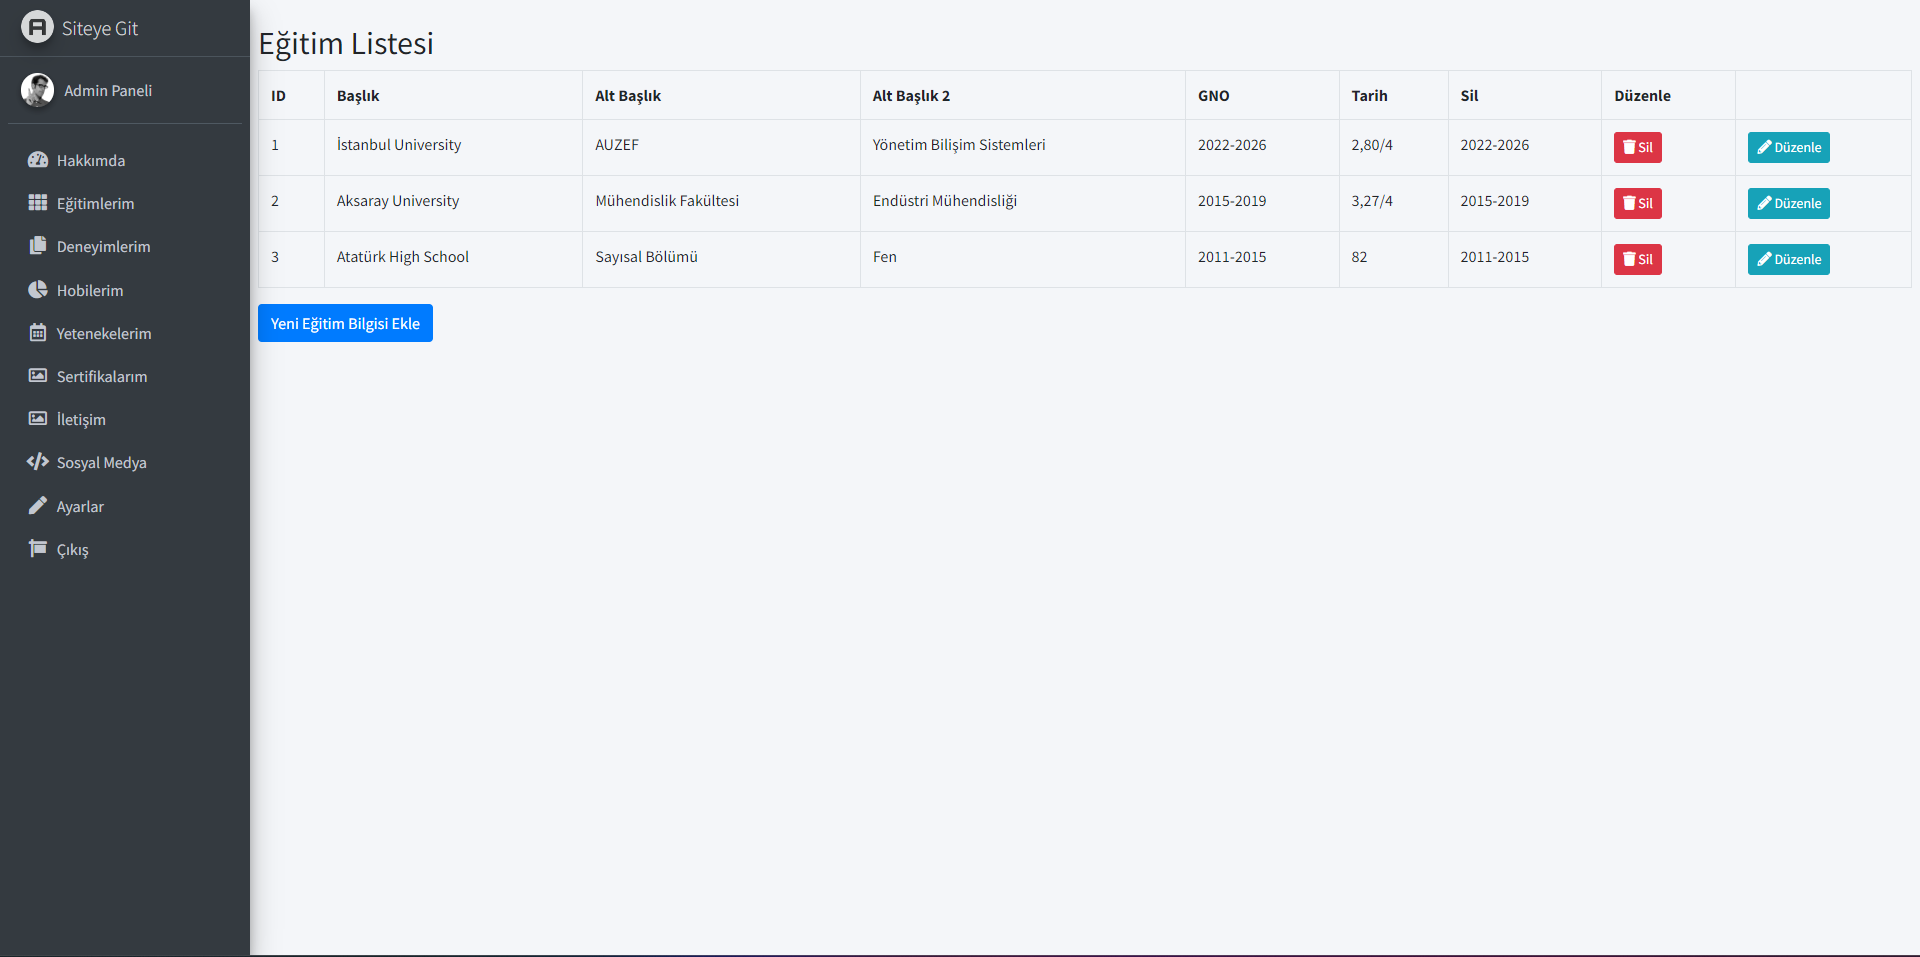 Siteye Git
Admin Paneli
Hakkımda
Eğitimlerim
Deneyimlerim
Hobilerim
Yetenekelerim
Sertifikalarım
İletişim
Sosyal Medya
Ayarlar
Çıkış
Eğitim Listesi
ID Başlık Alt Başlık Alt Başlık 2 GNO Tarih Sil Düzenle
1 İstanbul University AUZEF Yönetim Bilişim Sistemleri 2022-2026 2,80/4 2022-2026 Sil Düzenle
2 Aksaray University Mühendislik Fakültesi Endüstri Mühendisliği 2015-2019 3,27/4 2015-2019 Sil Düzenle
3 Atatürk High School Sayısal Bölümü Fen 2011-2015 82 2011-2015 Sil Düzenle
Yeni Eğitim Bilgisi Ekle